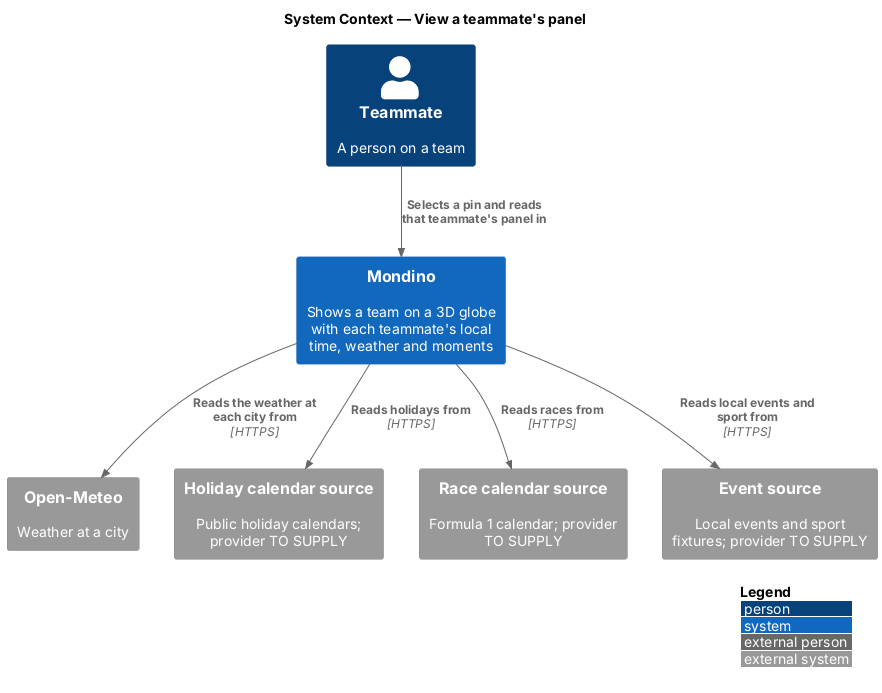 System Context — View a teammate's panel
Teammate
A person on a team
Selects a pin and reads
that teammate's panel in
Mondino
Shows a team on a 3D globe
with each teammate's local
time, weather and moments
Reads the weather at
each city from
[HTTPS]
Reads holidays from
[HTTPS]
Reads races from
[HTTPS]
Reads local events and
sport from
[HTTPS]
Open-Meteo
Weather at a city
Holiday calendar source
Public holiday calendars;
provider TO SUPPLY
Race calendar source
Formula 1 calendar; provider
TO SUPPLY
Event source
Local events and sport
fixtures; provider TO SUPPLY
Legend
person
system
external person
external system